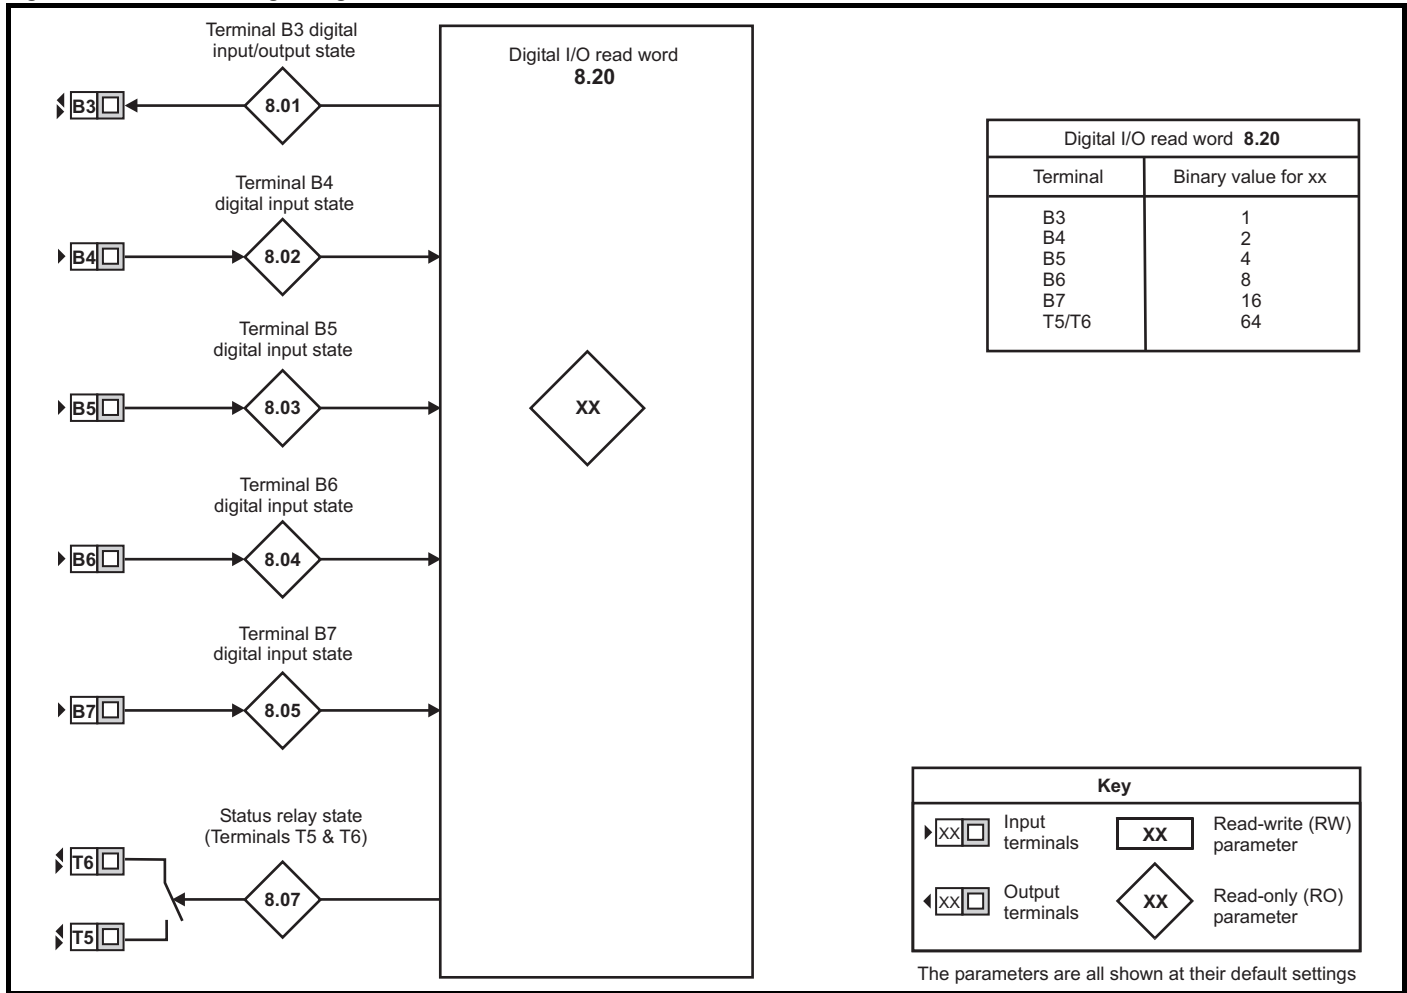 Terminal B3 digital
input/output state
B3
8.01
Terminal B4
digital input state
B4
8.02
Terminal B5
digital input state
B5
8.03
Terminal B6
digital input state
B6
8.04
Terminal B7
digital input state
B7
8.05
Status relay state
(Terminals T5 & T6)
T6
8.07
T5
Digital I/O read word
8.20
XX
Digital I/O read word 8.20
Terminal Binary value for xx
B3 1
B4 2
B5 4
B6 8
B7 16
T5/T6 64
Key
XX
Input
terminals
XX
Read-write (RW)
parameter
XX
Output
terminals
XX
Read-only (RO)
parameter
The parameters are all shown at their default settings